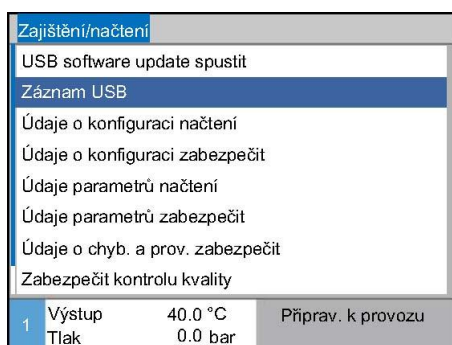 Zajištění/načtení
USB software update spustit
Záznam USB
Údaje o konfiguraci načtení
Údaje o konfiguraci zabezpečit
Údaje parametrů načtení
Údaje parametrů zabezpečit
Údaje o chyb. a prov. zabezpečit
Zabezpečit kontrolu kvality
1 Výstup 40.0 °C Připrav. k provozu
Tlak 0.0 bar